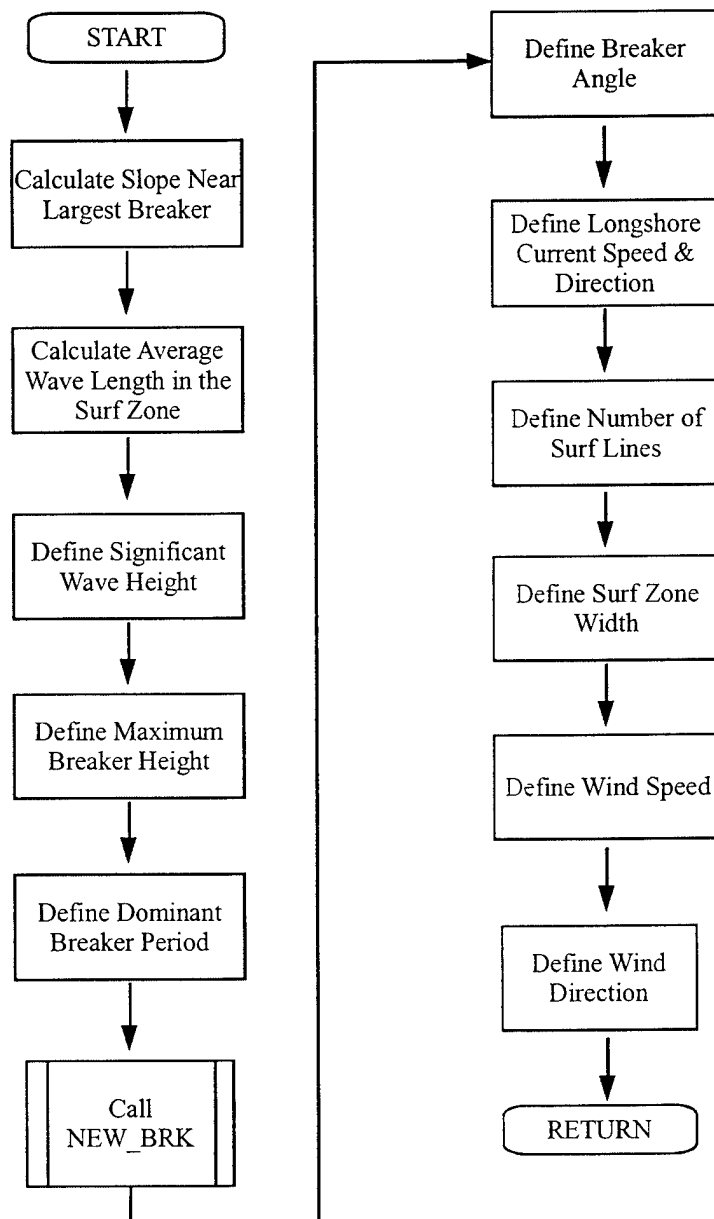 START
Calculate Slope Near
Largest Breaker
Calculate Average
Wave Length in the
Surf Zone
Define Significant
Wave Height
Define Maximum
Breaker Height
Define Dominant
Breaker Period
Call
NEW_BRK
Define Breaker
Angle
Define Longshore
Current Speed &
Direction
Define Number of
Surf Lines
Define Surf Zone
Width
Define Wind Speed
Define Wind
Direction
RETURN